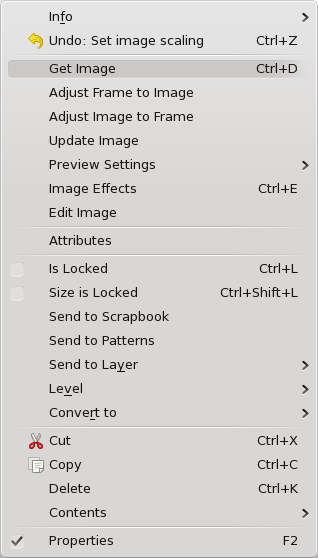 Info
Undo: Set image scaling Ctrl+Z
Get Image Ctrl+D
Adjust Frame to Image
Adjust Image to Frame
Update Image
Preview Settings
Image Effects Ctrl+E
Edit Image
Attributes
Is Locked Ctrl+L
Size is Locked Ctrl+Shift+L
Send to Scrapbook
Send to Patterns
Send to Layer
Level
Convert to
Cut Ctrl+X
Copy Ctrl+C
Delete Ctrl+K
Contents
Properties F2